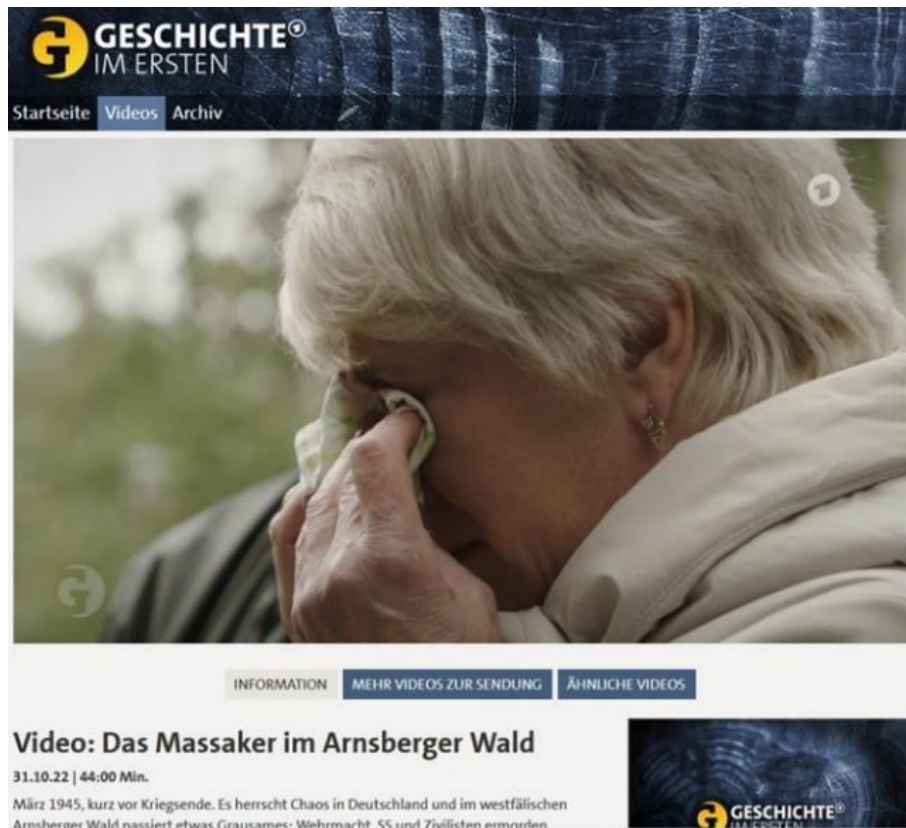 GESCHICHTE
IM ERSTEN
Startseite Videos Archiv
INFORMATION MEHR VIDEOS ZUR SENDUNG ÄHNLICHE VIDEOS
Video: Das Massaker im Arnsberger Wald
31.10.22 | 44:00 Min.
März 1945, kurz vor Kriegsende. Es herrscht Chaos in Deutschland und im westfälischen
Arnsberger Wald passiert etwas Grausames: Wehrmacht, SS und Zivilisten ermorden
GESCHICHTE
IM ERSTEN